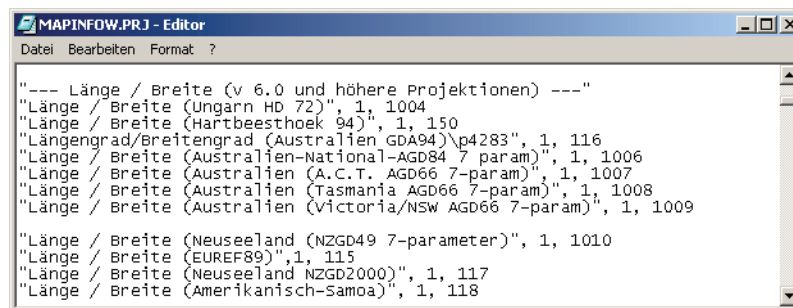 MAPINFOW.PRJ - Editor
Datei Bearbeiten Format ?
"--- Länge / Breite (v 6.0 und höhere Projektionen) ---"
"Länge / Breite (Ungarn HD 72)", 1, 1004
"Länge / Breite (Hartbeesthoek 94)", 1, 150
"Längengrad/Breitengrad (Australien GDA94)\p4283", 1, 116
"Länge / Breite (Australien-National-AGD84 7 param)", 1, 1006
"Länge / Breite (Australien (A.C.T. AGD66 7-param)", 1, 1007
"Länge / Breite (Australien (Tasmania AGD66 7-param)", 1, 1008
"Länge / Breite (Australien (Victoria/NSW AGD66 7-param)", 1, 1009
"Länge / Breite (Neuseeland (NZGD49 7-parameter)", 1, 1010
"Länge / Breite (EUREF89)",1, 115
"Länge / Breite (Neuseeland NZGD2000)", 1, 117
"Länge / Breite (Amerikanisch-Samoa)", 1, 118